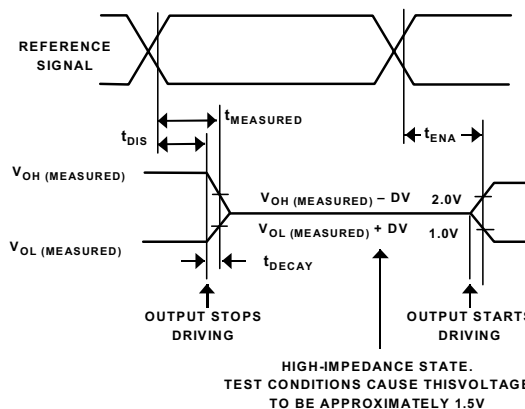 REFERENCE
SIGNAL
tMEASURED
tDIS
tENA
VOH (MEASURED)
VOH (MEASURED) – DV
2.0V
VOL (MEASURED) + DV
1.0V
VOL (MEASURED)
tDECAY
OUTPUT STOPS
DRIVING
OUTPUT STARTS
DRIVING
HIGH-IMPEDANCE STATE.
TEST CONDITIONS CAUSE THISVOLTAGE
TO BE APPROXIMATELY 1.5V